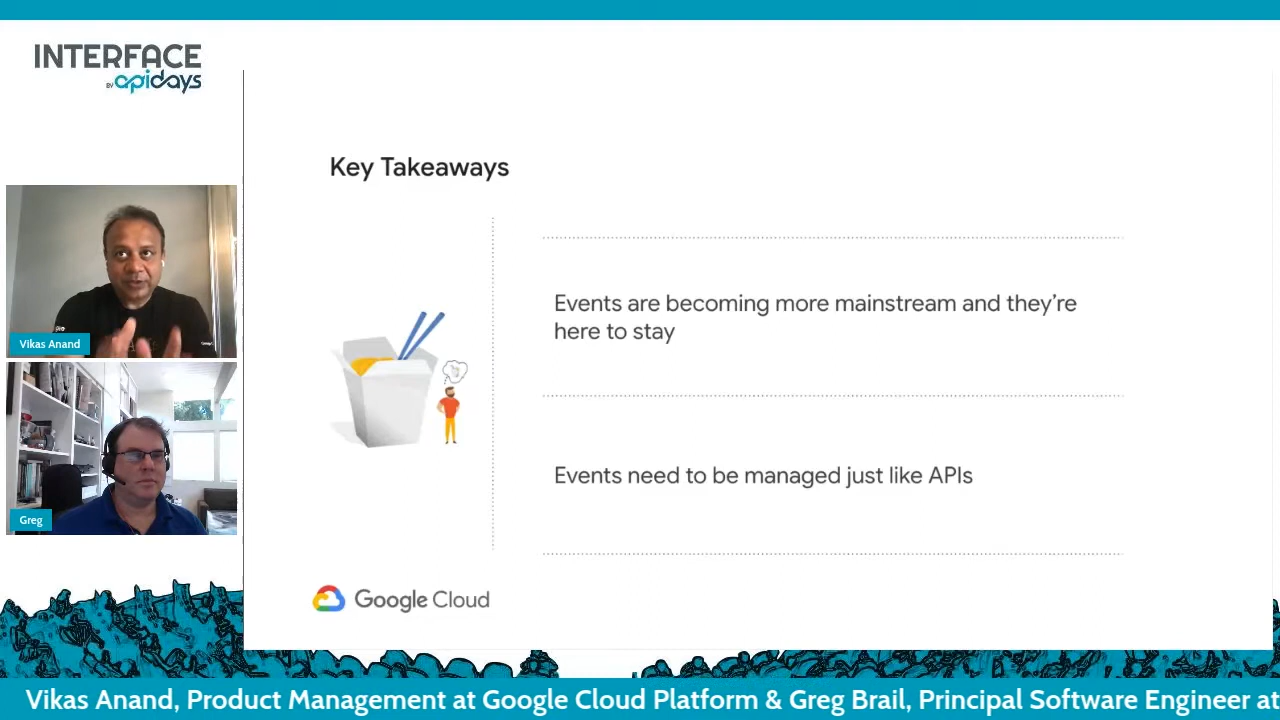 INTERFACE
BY apidays
Key Takeaways
Vikas Anand
Greg
Events are becoming more mainstream and they're
here to stay
Events need to be managed just like APIs
Google Cloud
Vikas Anand, Product Management at Google Cloud Platform & Greg Brail, Principal Software Engineer at